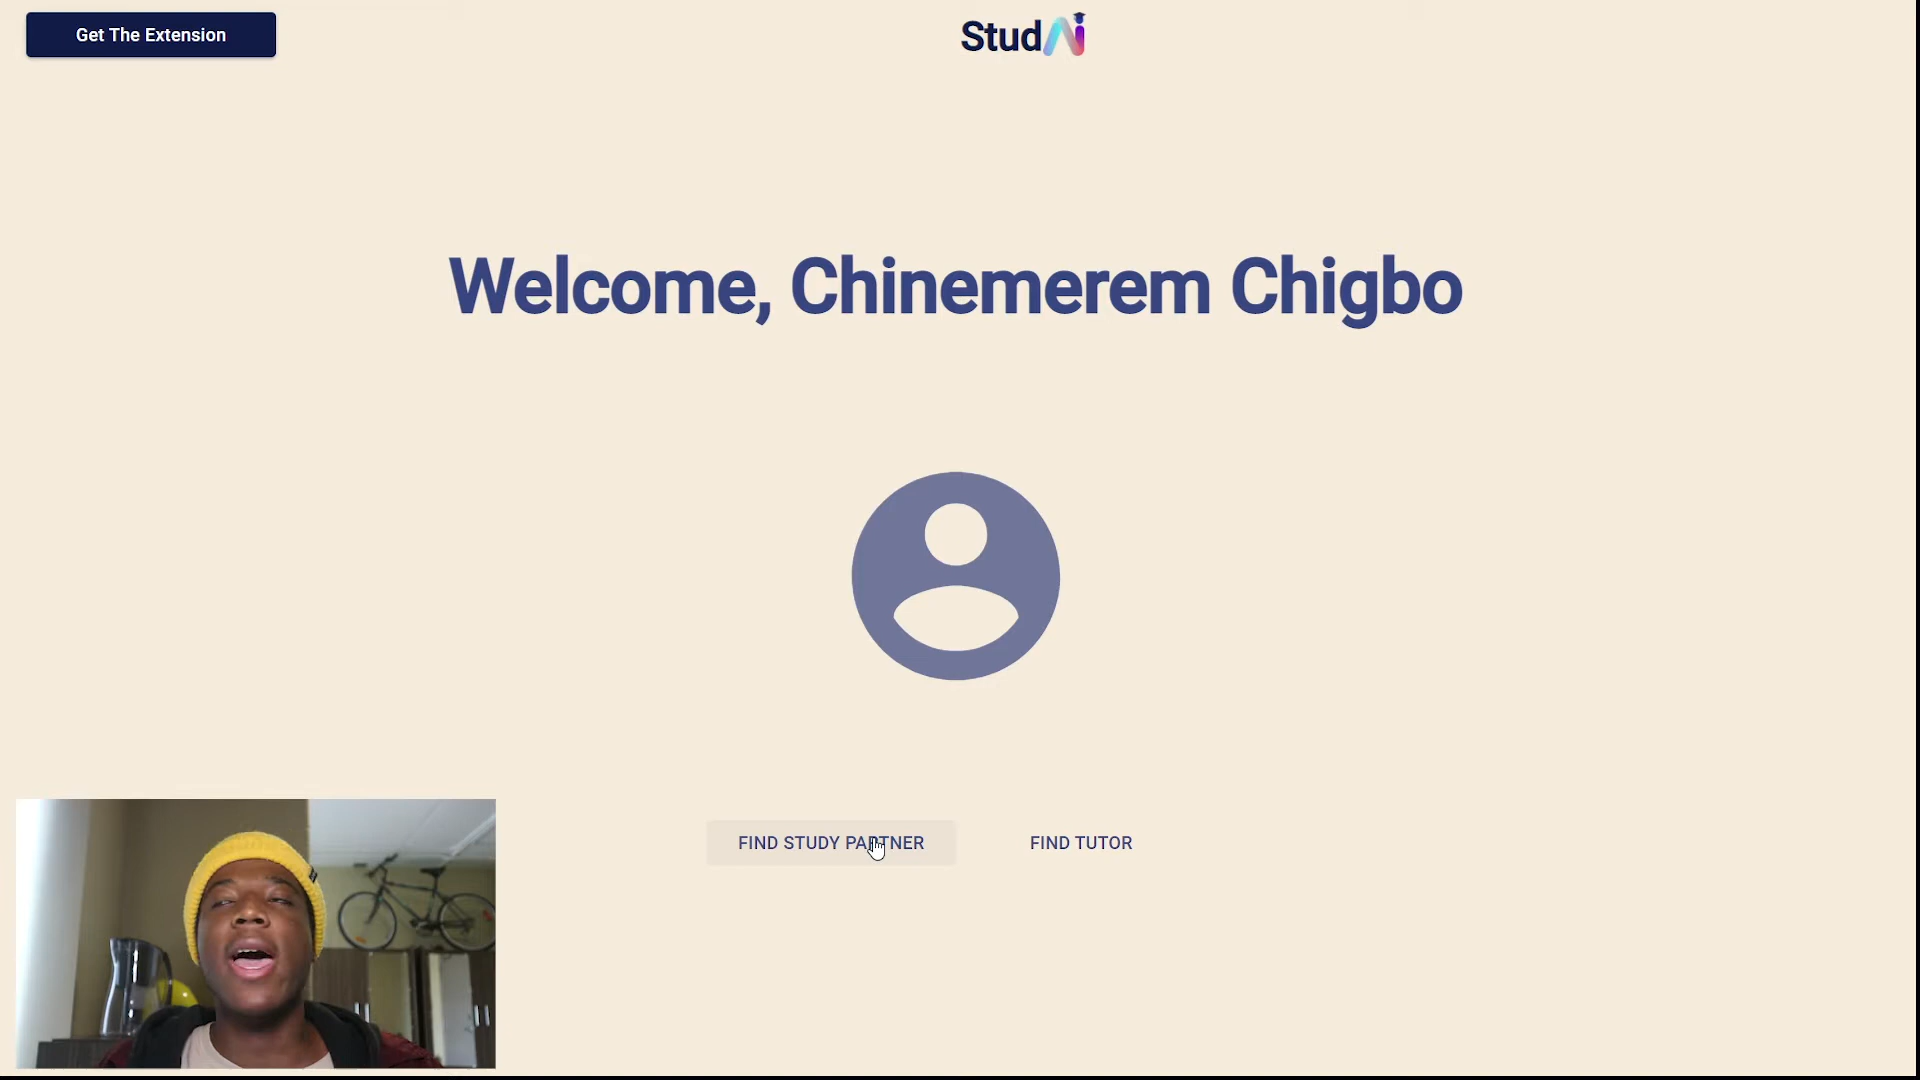 Get The Extension
StudAi
Welcome, Chinemerem Chigbo
FIND STUDY PARTNER
FIND TUTOR